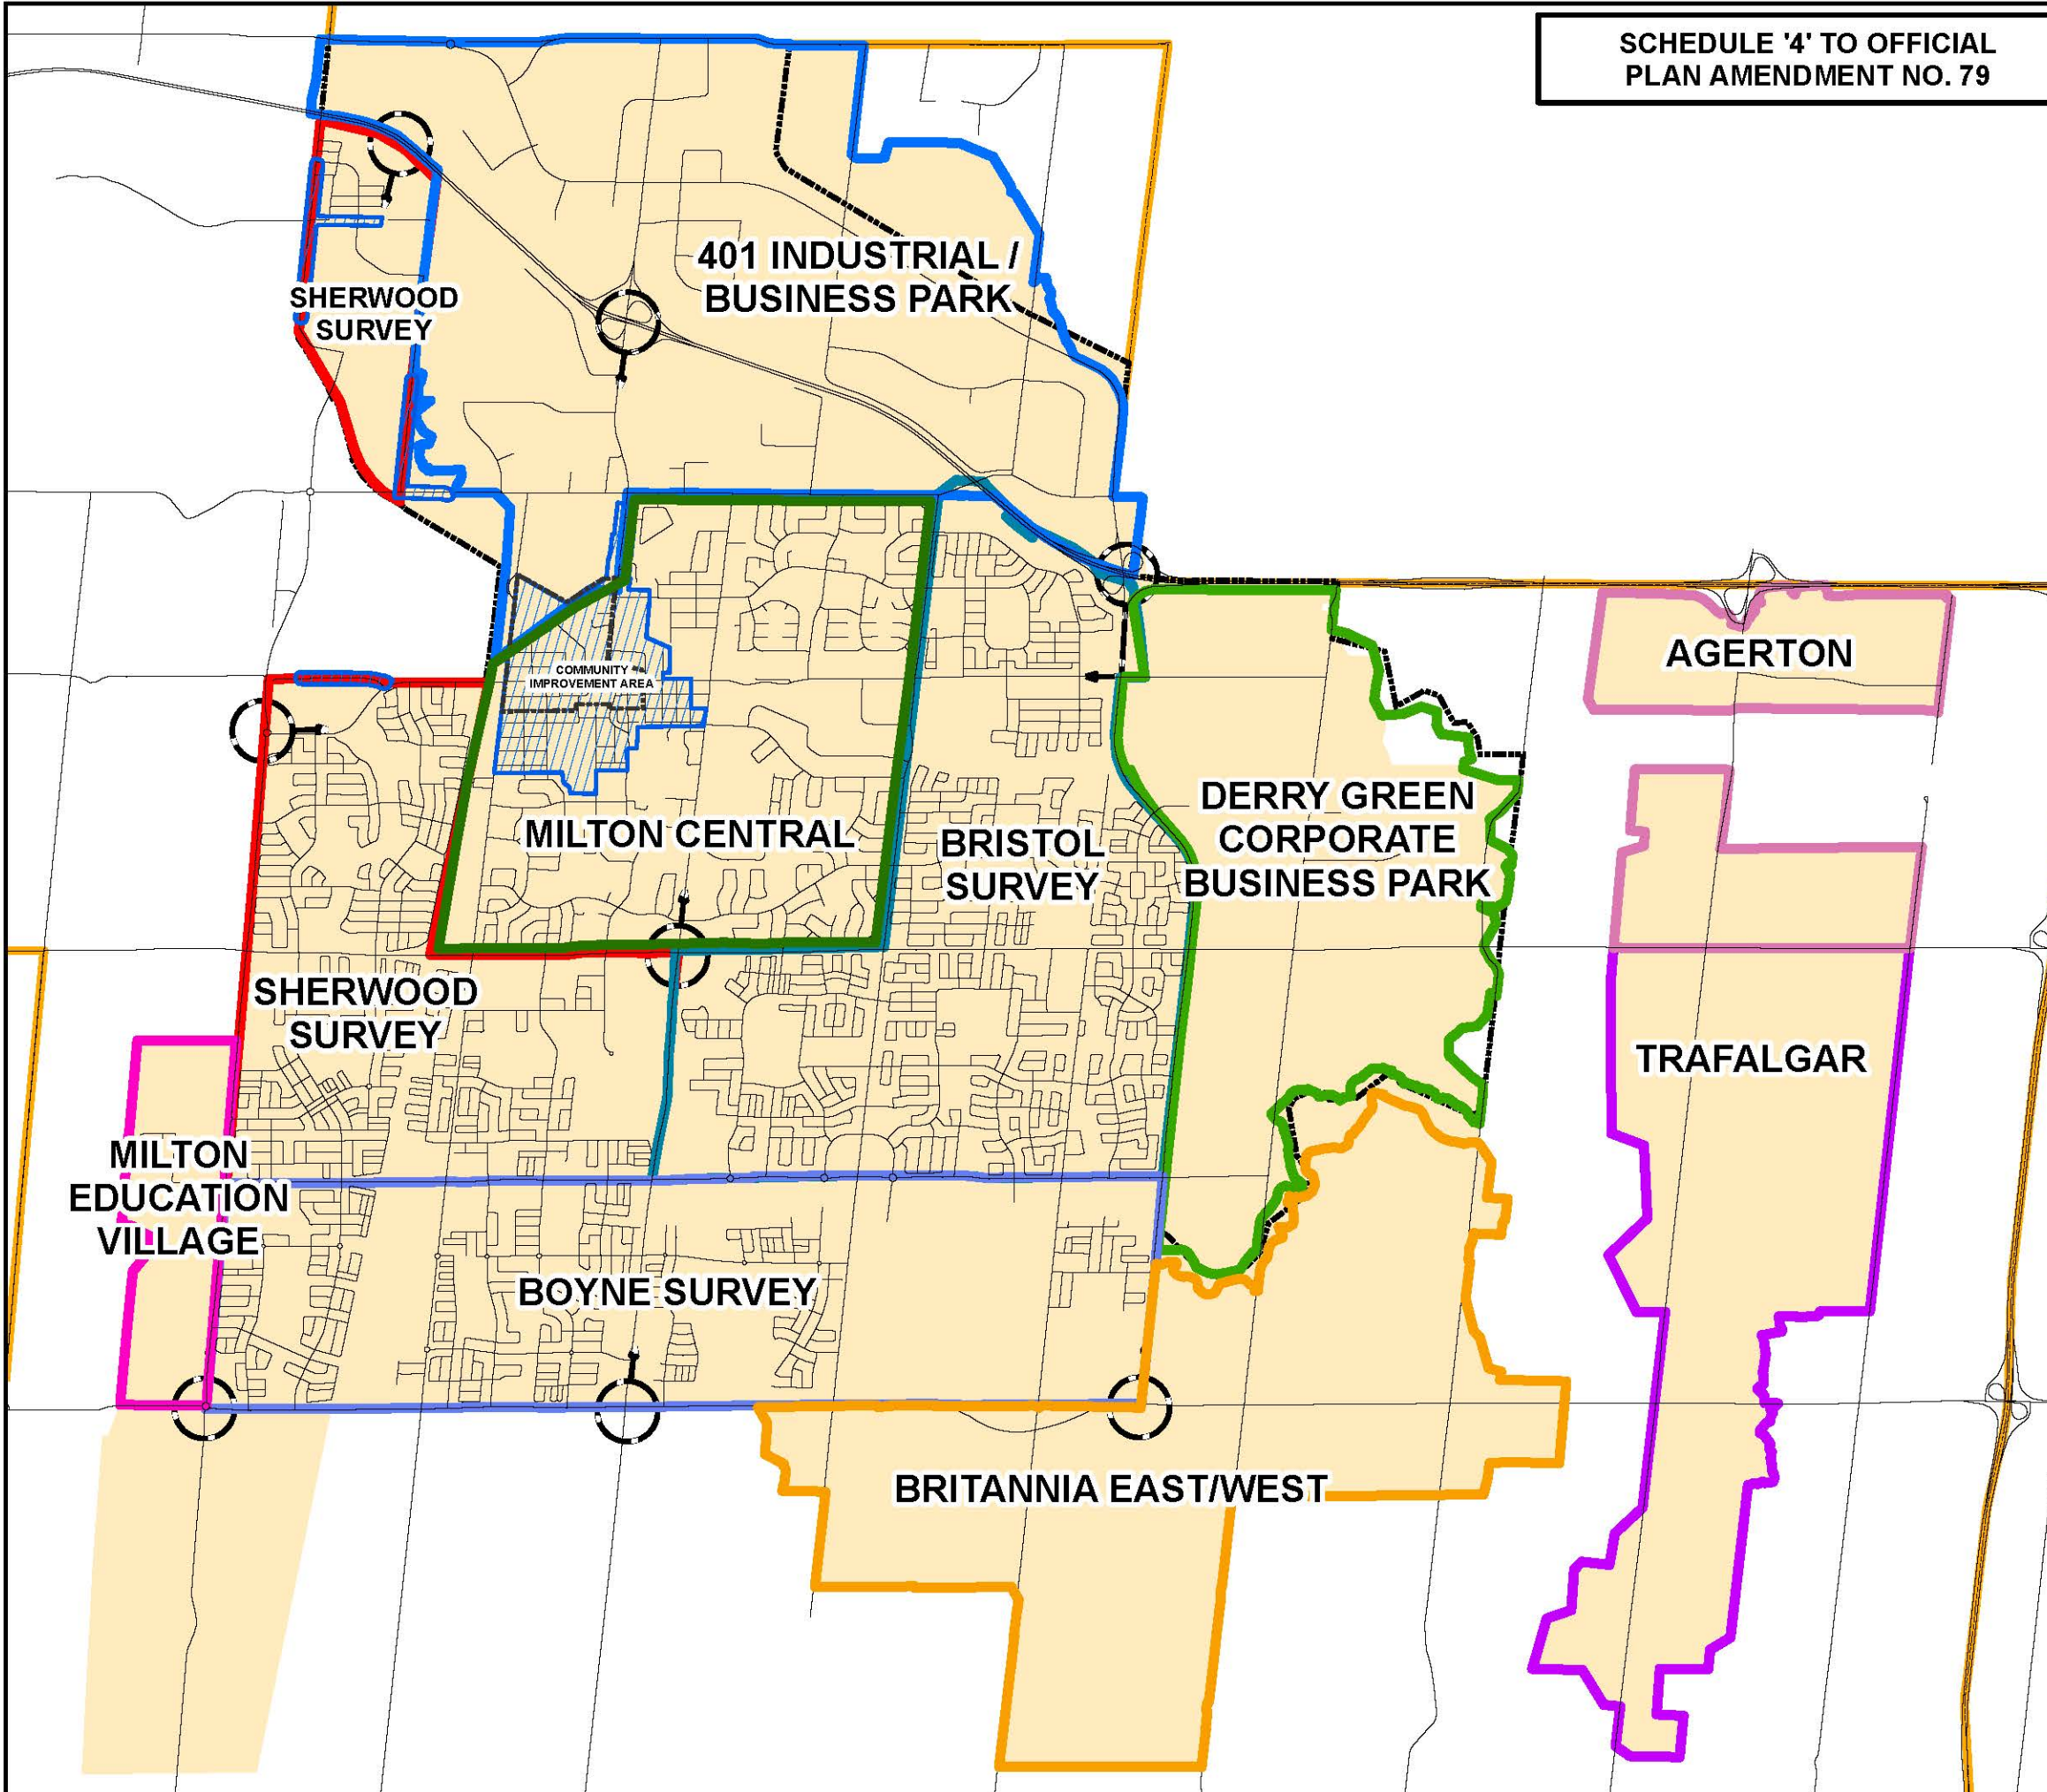 SCHEDULE '4' TO OFFICIAL
PLAN AMENDMENT NO. 79
401 INDUSTRIAL /
BUSINESS PARK
SHERWOOD
SURVEY
COMMUNITY
IMPROVEMENT AREA
AGERTON
MILTON CENTRAL
BRISTOL
SURVEY
DERRY GREEN
CORPORATE
BUSINESS PARK
SHERWOOD
SURVEY
TRAFALGAR
MILTON
EDUCATION
VILLAGE
BOYNE SURVEY
BRITANNIA EAST/WEST